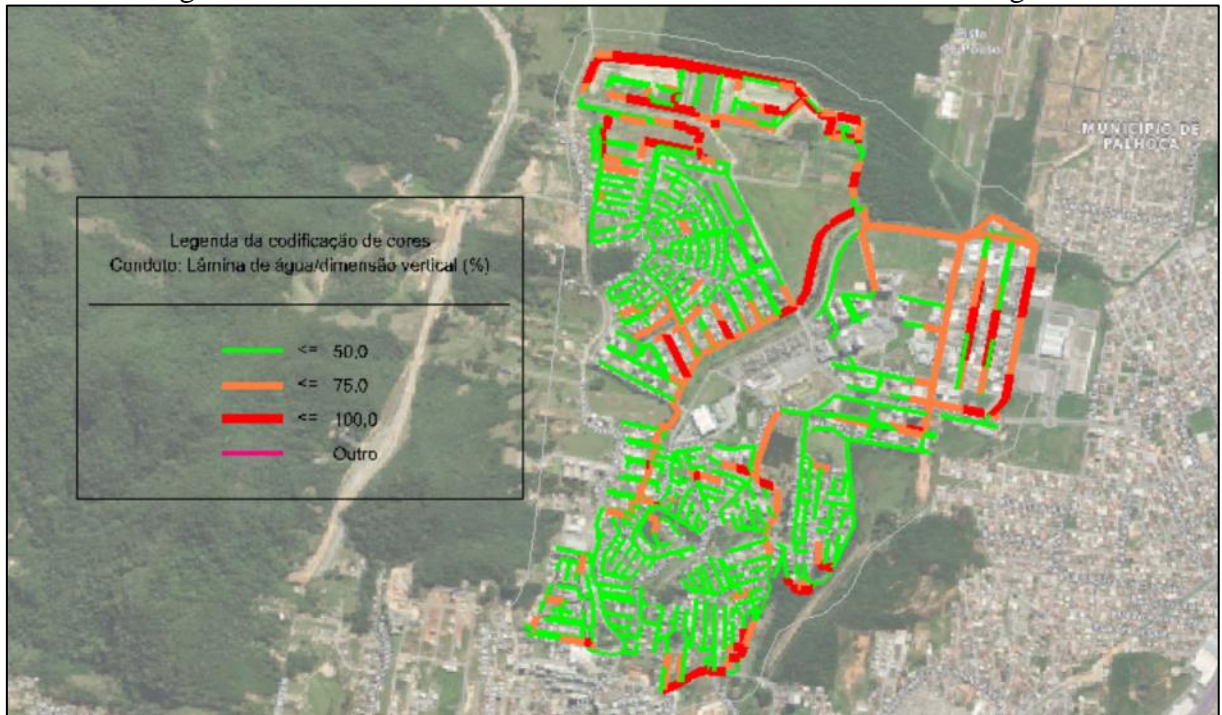 MUNICÍPIO DE
PALHOÇA
Legenda da codificação de cores
Conduto: Lâmina de água/dimensão vertical (%)
<= 50,0
<= 75,0
<= 100,0
Outro